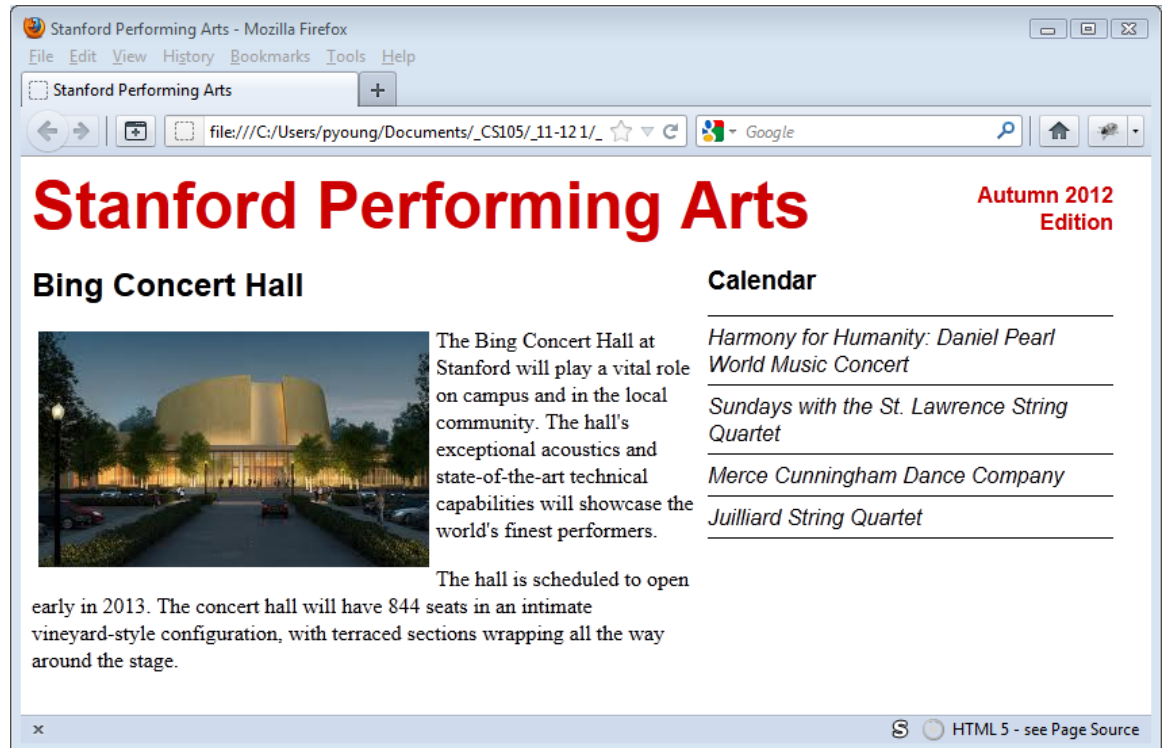 Stanford Performing Arts - Mozilla Firefox
File Edit View History Bookmarks Tools Help
Stanford Performing Arts
file:///C:/Users/pyoung/Documents/_CS105/_11-12 1/_
Google
Stanford Performing Arts
Autumn 2012
Edition
Bing Concert Hall
The Bing Concert Hall at
Stanford will play a vital role
on campus and in the local
community. The hall's
exceptional acoustics and
state-of-the-art technical
capabilities will showcase the
world's finest performers.
The hall is scheduled to open
early in 2013. The concert hall will have 844 seats in an intimate
vineyard-style configuration, with terraced sections wrapping all the way
around the stage.
Calendar
Harmony for Humanity: Daniel Pearl
World Music Concert
Sundays with the St. Lawrence String
Quartet
Merce Cunningham Dance Company
Juilliard String Quartet
x
S HTML 5 - see Page Source